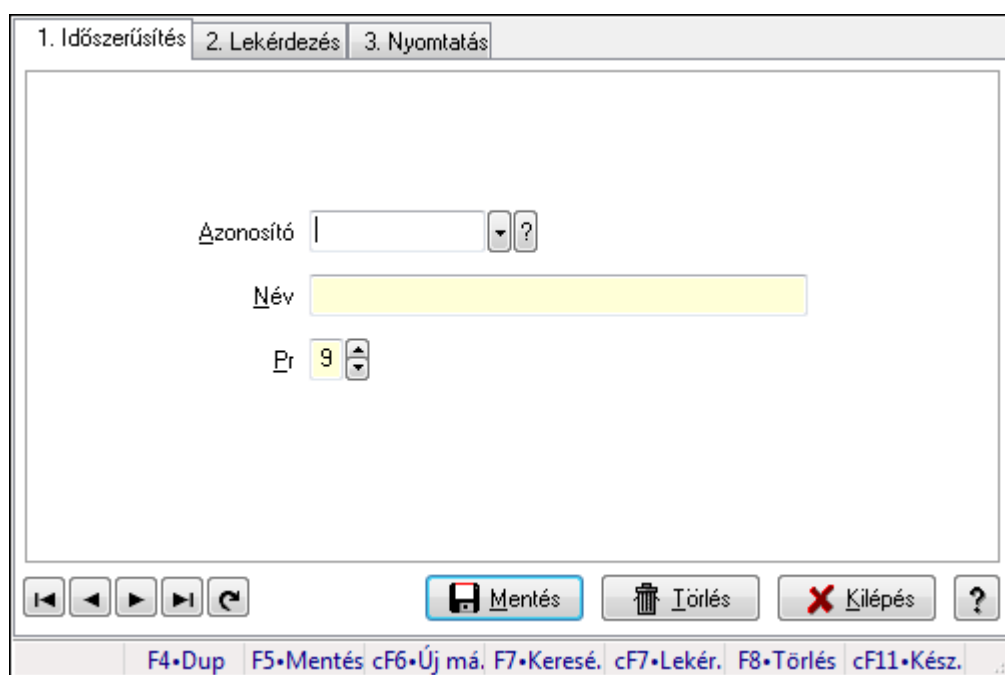 1. Időszerűsítés 2. Lekérdezés 3. Nyomtatás
Azonosító ?
Név
Pr 9
Mentés Törlés Kilépés ?
F4•Dup F5•Mentés cF6•Új má. F7•Keresé. cF7•Lekér. F8•Törlés cF11•Kész.